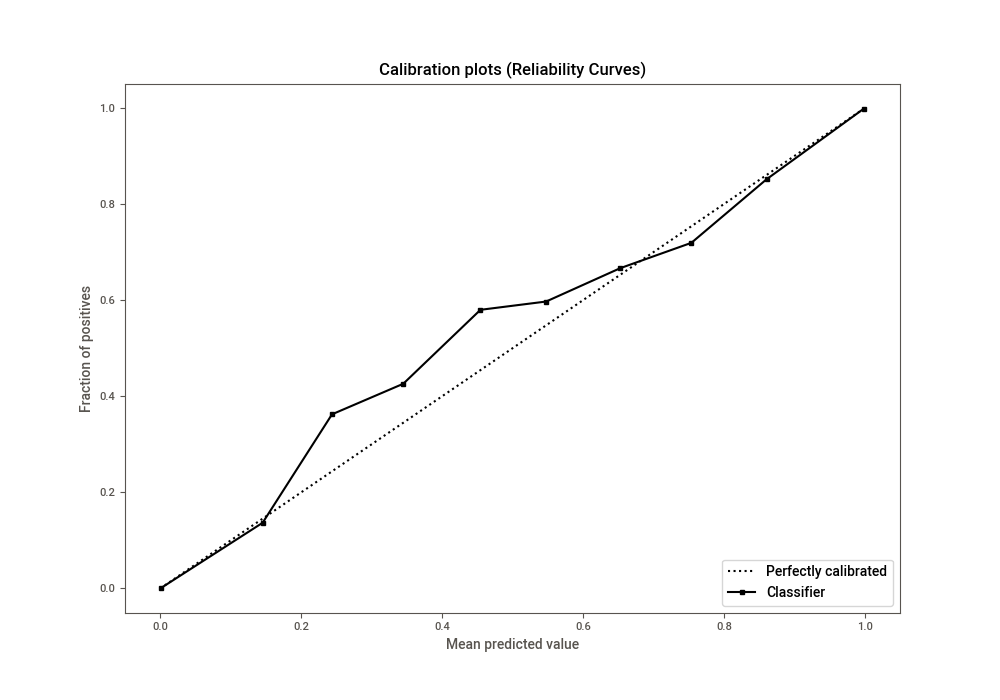 Calibration plots (Reliability Curves)
Fraction of positives
1.0
0.8
0.6
0.4
0.2
0.0
0.0 0.2 0.4 0.6 0.8 1.0
Mean predicted value
Perfectly calibrated
Classifier